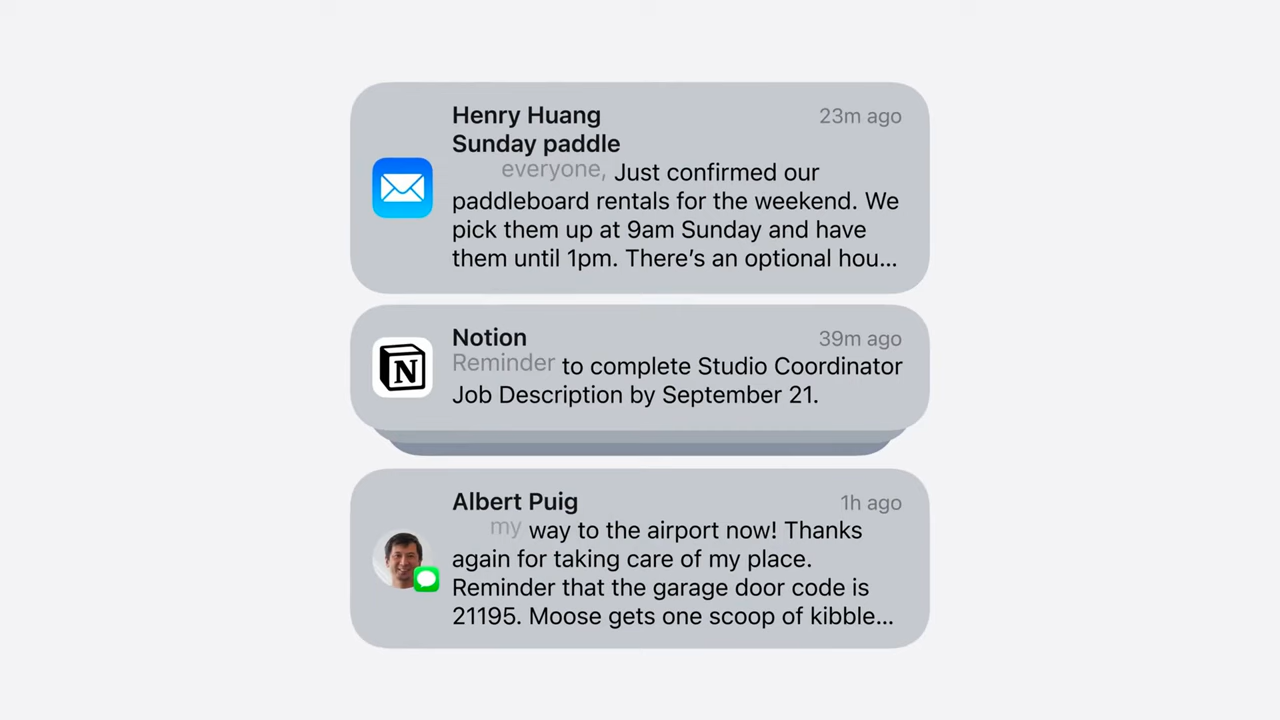 Henry Huang
23m ago
Sunday paddle
everyone, Just confirmed our
paddleboard rentals for the weekend. We
pick them up at 9am Sunday and have
them until 1pm. There’s an optional hou...
Notion
39m ago
N
Reminder to complete Studio Coordinator
Job Description by September 21.
Albert Puig
1h ago
my way to the airport now! Thanks
again for taking care of my place.
Reminder that the garage door code is
21195. Moose gets one scoop of kibble...